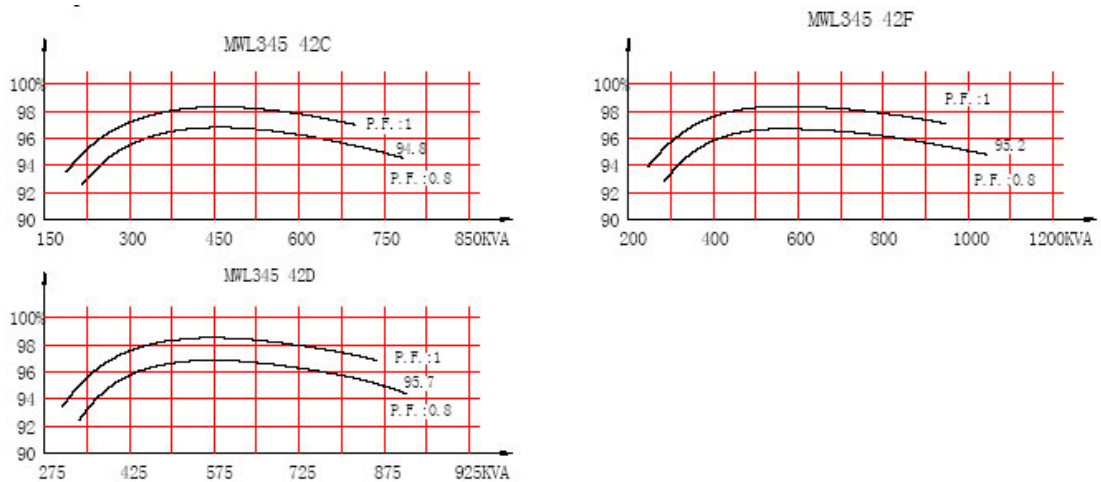 MWL345 42C
100%
98
96
94
92
90
P.F.:1
94.8
P.F.:0.8
150 300 450 600 750 850KVA
MWL345 42F
100%
98
96
94
92
90
P.F.:1
95.2
P.F.:0.8
200 400 600 800 1000 1200KVA
MWL345 42D
100%
98
96
94
92
90
P.F.:1
95.7
P.F.:0.8
275 425 575 725 875 925KVA